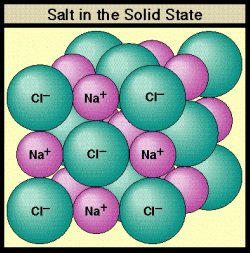 Salt in the Solid State
Cl⁻ Na⁺ Cl⁻
Na⁺ Cl⁻ Na⁺
Cl⁻ Na⁺ Cl⁻